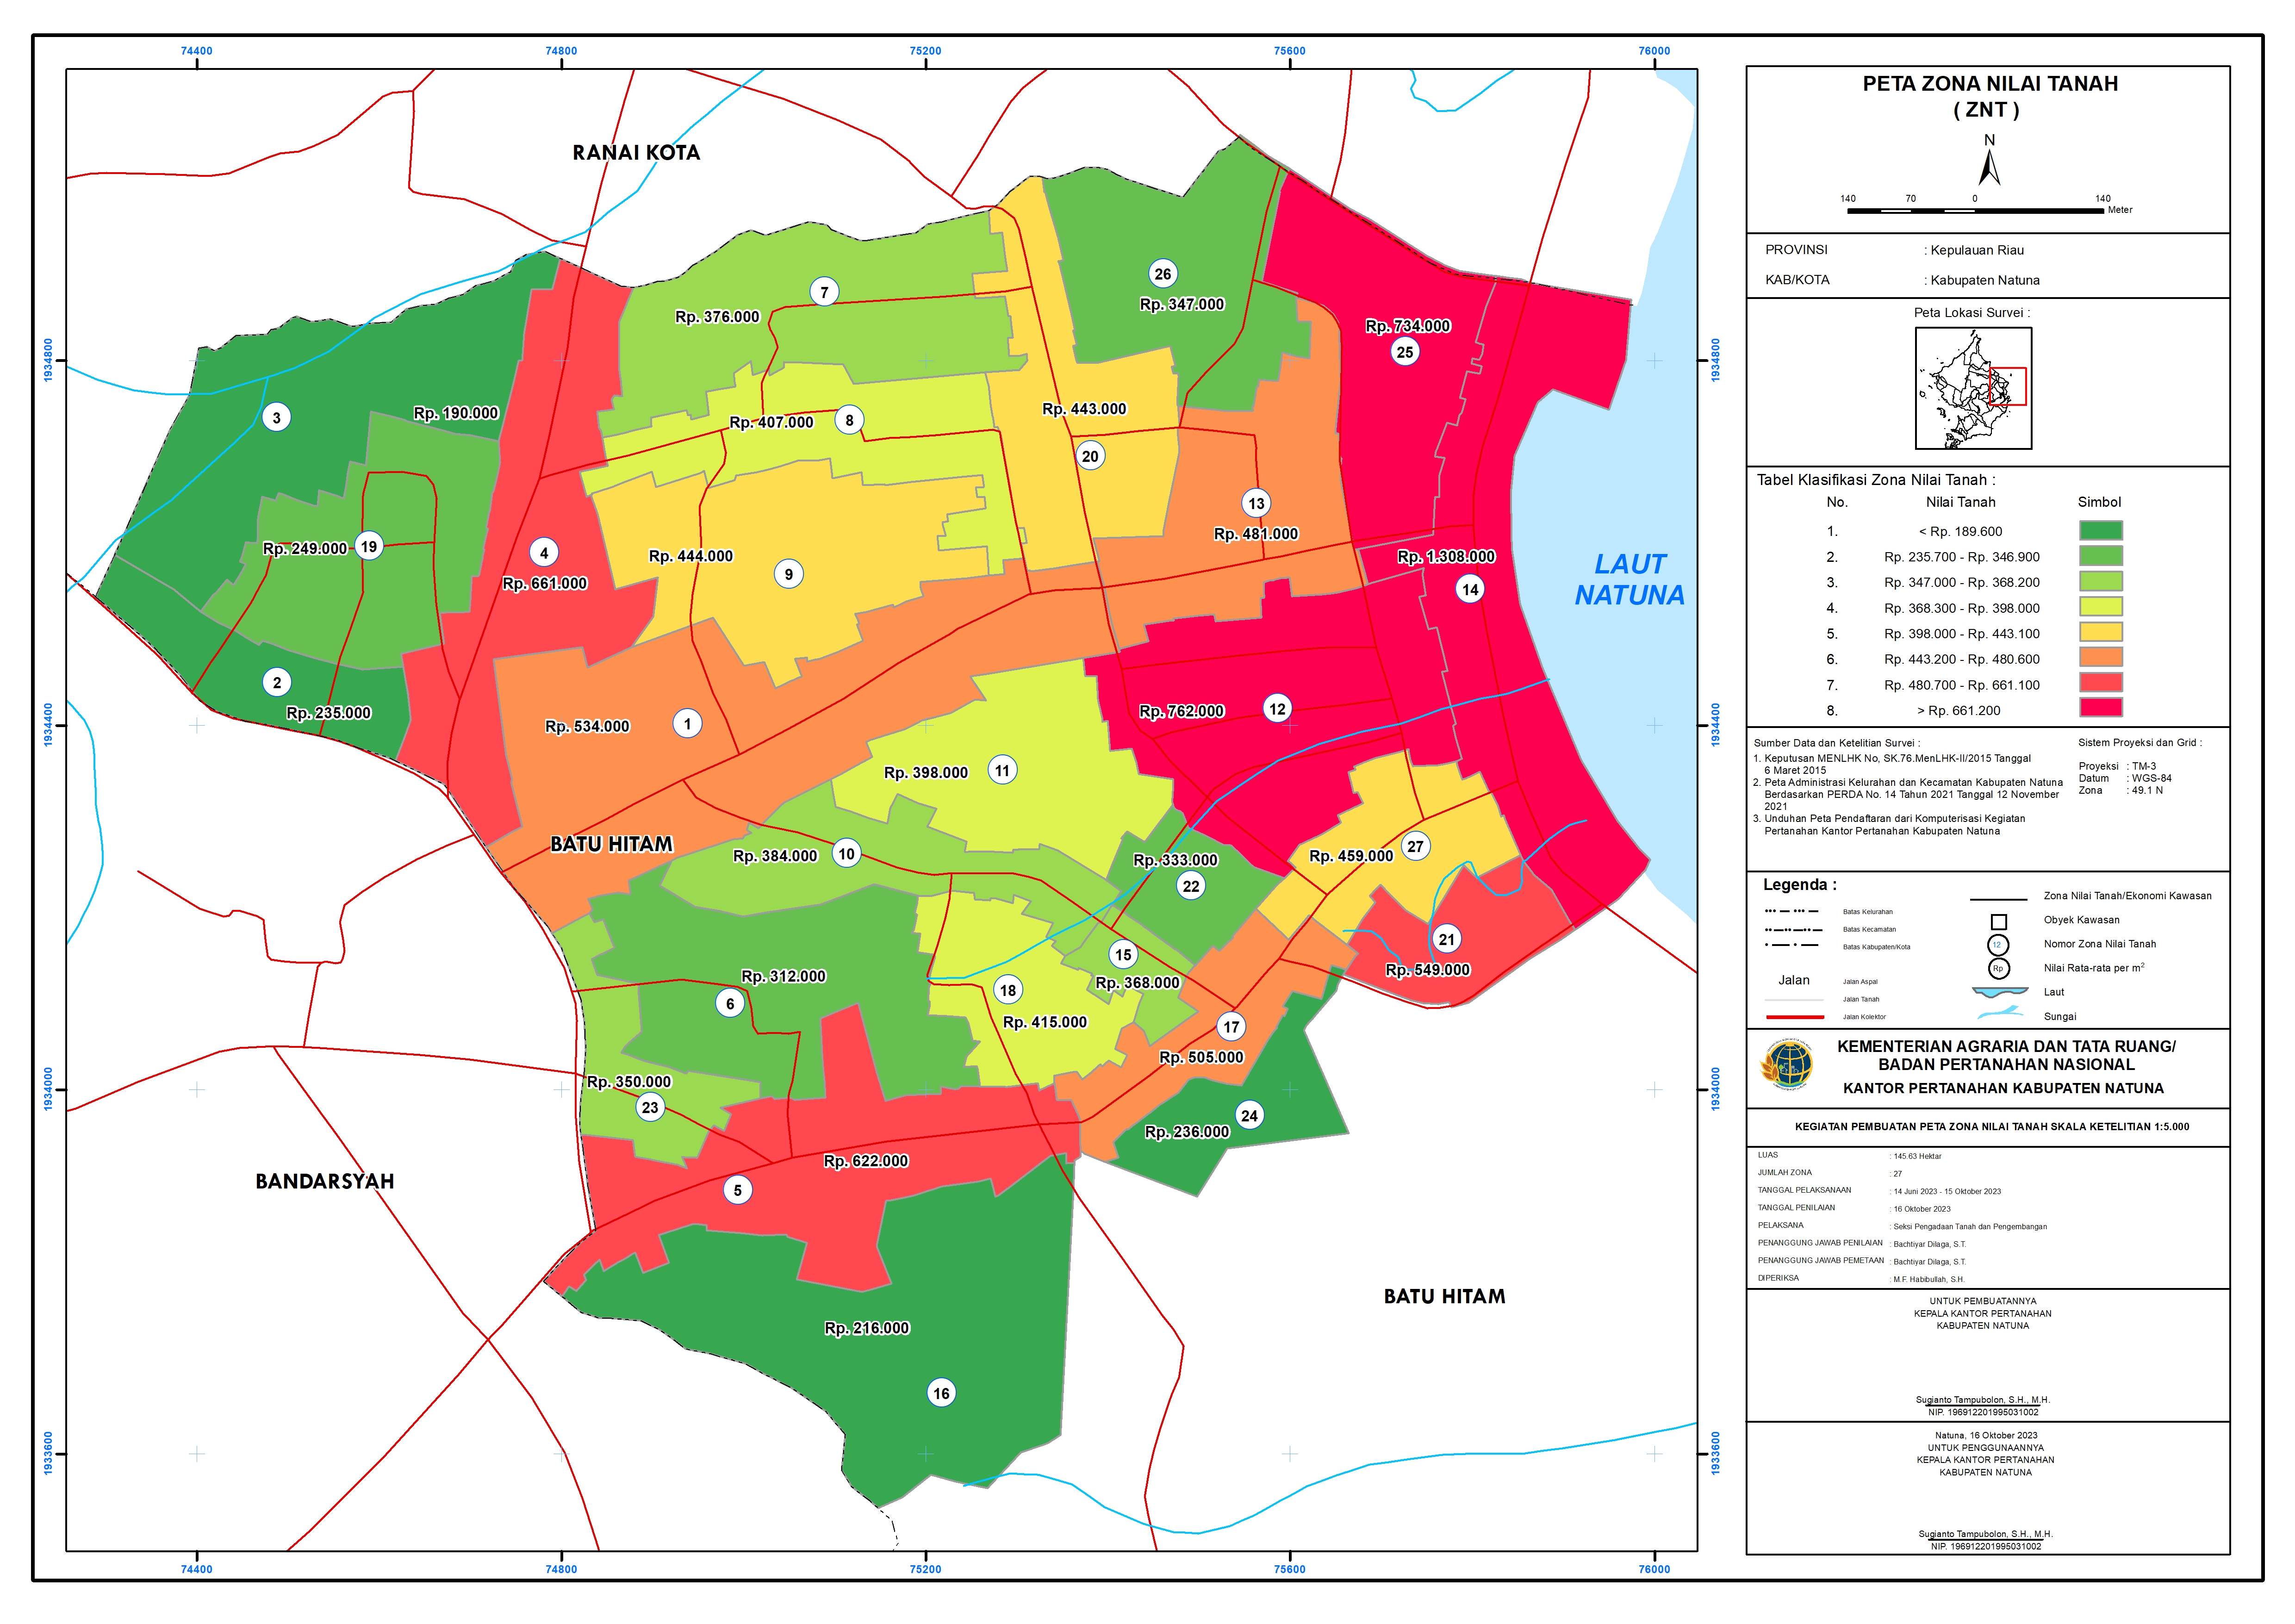 74400
74800
75200
75600
76000
1934800
1934400
1934000
1933600
RANAI KOTA
3
Rp. 190.000
19
Rp. 249.000
2
Rp. 235.000
4
Rp. 661.000
7
Rp. 376.000
8
Rp. 407.000
9
Rp. 444.000
26
Rp. 347.000
Rp. 443.000
20
13
Rp. 481.000
Rp. 734.000
25
Rp. 1.308.000
14
LAUT
NATUNA
1
Rp. 534.000
Rp. 762.000
12
11
Rp. 398.000
BATU HITAM
10
Rp. 384.000
Rp. 333.000
22
Rp. 459.000
27
21
Rp. 549.000
15
Rp. 368.000
18
Rp. 415.000
Rp. 312.000
6
17
Rp. 505.000
Rp. 350.000
23
24
Rp. 236.000
Rp. 622.000
5
BANDARSYAH
Rp. 216.000
16
BATU HITAM
1934800
1934400
1934000
1933600
74400
74800
75200
75600
76000
PETA ZONA NILAI TANAH
( ZNT )
N
140 70 0 140
Meter
PROVINSI : Kepulauan Riau
KAB/KOTA : Kabupaten Natuna
Peta Lokasi Survei :
Tabel Klasifikasi Zona Nilai Tanah :
No. Nilai Tanah Simbol
1. < Rp. 189.600
2. Rp. 235.700 - Rp. 346.900
3. Rp. 347.000 - Rp. 368.200
4. Rp. 368.300 - Rp. 398.000
5. Rp. 398.000 - Rp. 443.100
6. Rp. 443.200 - Rp. 480.600
7. Rp. 480.700 - Rp. 661.100
8. > Rp. 661.200
Sumber Data dan Ketelitian Survei :
1. Keputusan MENLHK No, SK.76.MenLHK-II/2015 Tanggal
6 Maret 2015
2. Peta Administrasi Kelurahan dan Kecamatan Kabupaten Natuna
Berdasarkan PERDA No. 14 Tahun 2021 Tanggal 12 November
2021
3. Unduhan Peta Pendaftaran dari Komputerisasi Kegiatan
Pertanahan Kantor Pertanahan Kabupaten Natuna
Sistem Proyeksi dan Grid :
Proyeksi : TM-3
Datum : WGS-84
Zona : 49.1 N
Legenda :
Batas Kelurahan
Batas Kecamatan
Batas Kabupaten/Kota
Jalan
Jalan Aspal
Jalan Tanah
Jalan Kolektor
Zona Nilai Tanah/Ekonomi Kawasan
Obyek Kawasan
12 Nomor Zona Nilai Tanah
Rp Nilai Rata-rata per m2
Laut
Sungai
KEMENTERIAN AGRARIA DAN TATA RUANG/
BADAN PERTANAHAN NASIONAL
KANTOR PERTANAHAN KABUPATEN NATUNA
KEGIATAN PEMBUATAN PETA ZONA NILAI TANAH SKALA KETELITIAN 1:5.000
LUAS : 145.63 Hektar
JUMLAH ZONA : 27
TANGGAL PELAKSANAAN : 14 Juni 2023 - 15 Oktober 2023
TANGGAL PENILAIAN : 16 Oktober 2023
PELAKSANA : Seksi Pengadaan Tanah dan Pengembangan
PENANGGUNG JAWAB PENILAIAN : Bachtiyar Dilaga, S.T.
PENANGGUNG JAWAB PEMETAAN : Bachtiyar Dilaga, S.T.
DIPERIKSA : M.F. Habibullah, S.H.
UNTUK PEMBUATANNYA
KEPALA KANTOR PERTANAHAN
KABUPATEN NATUNA
Sugianto Tampubolon, S.H., M.H.
NIP. 196912201995031002
Natuna, 16 Oktober 2023
UNTUK PENGGUNAANNYA
KEPALA KANTOR PERTANAHAN
KABUPATEN NATUNA
Sugianto Tampubolon, S.H., M.H.
NIP. 196912201995031002